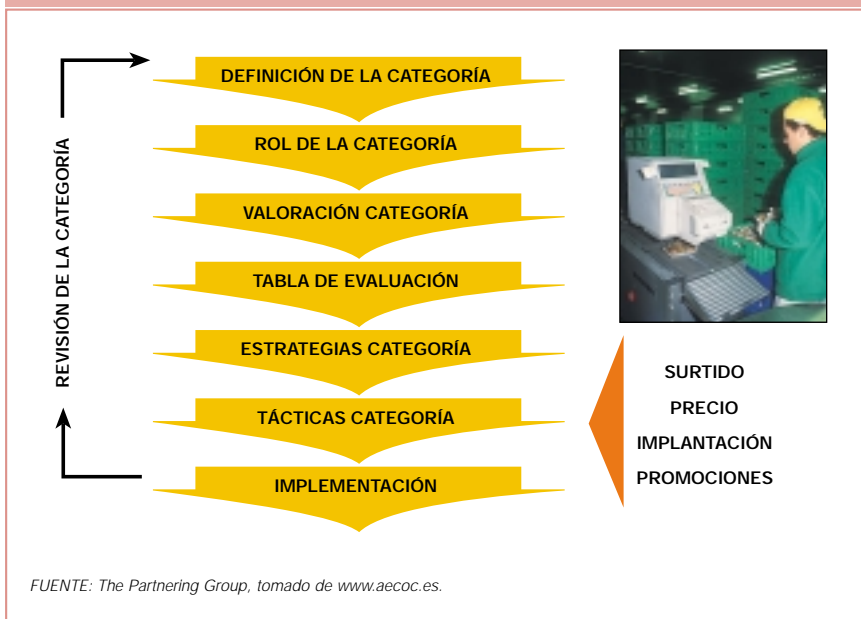 REVISIÓN DE LA CATEGORÍA
DEFINICIÓN DE LA CATEGORÍA
ROL DE LA CATEGORÍA
VALORACIÓN CATEGORÍA
TABLA DE EVALUACIÓN
ESTRATEGIAS CATEGORÍA
TÁCTICAS CATEGORÍA
IMPLEMENTACIÓN
SURTIDO
PRECIO
IMPLANTACIÓN
PROMOCIONES
FUENTE: The Partnering Group, tomado de www.aecoc.es.